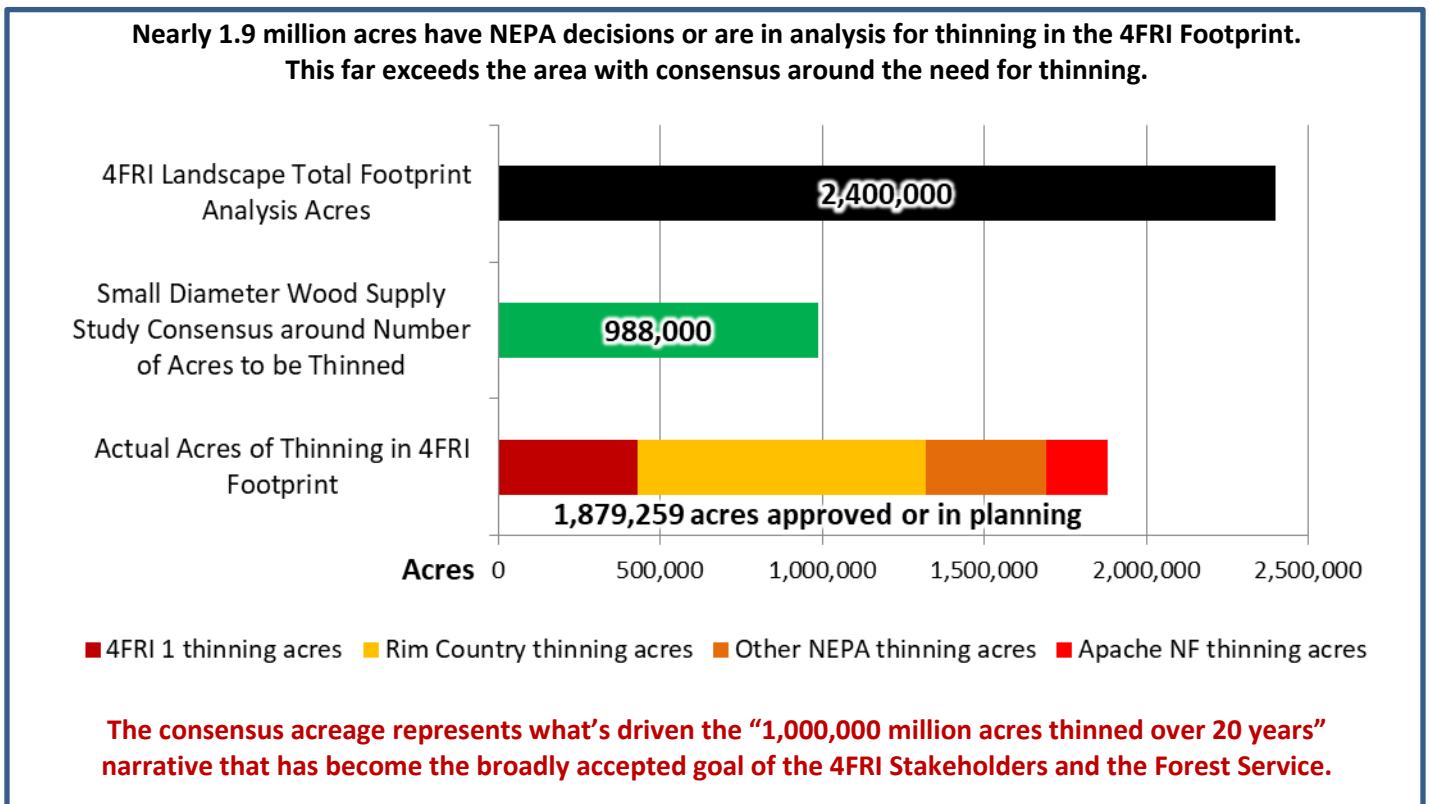 Nearly 1.9 million acres have NEPA decisions or are in analysis for thinning in the 4FRI Footprint.
This far exceeds the area with consensus around the need for thinning.
4FRI Landscape Total Footprint
Analysis Acres
2,400,000
Small Diameter Wood Supply
Study Consensus around Number
of Acres to be Thinned
988,000
Actual Acres of Thinning in 4FRI
Footprint
1,879,259 acres approved or in planning
Acres 0 500,000 1,000,000 1,500,000 2,000,000 2,500,000
4FRI 1 thinning acres Rim Country thinning acres Other NEPA thinning acres Apache NF thinning acres
The consensus acreage represents what’s driven the “1,000,000 million acres thinned over 20 years”
narrative that has become the broadly accepted goal of the 4FRI Stakeholders and the Forest Service.